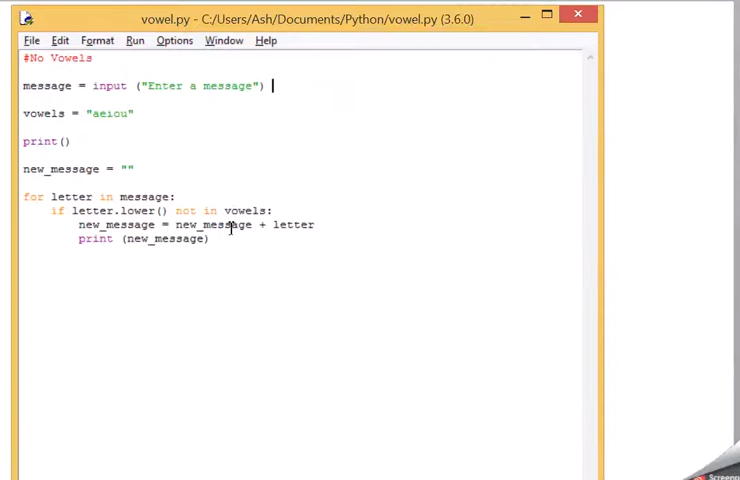 vowel.py - C:/Users/Ash/Documents/Python/vowel.py (3.6.0)
File Edit Format Run Options Window Help
#No Vowels
message = input ("Enter a message")
vowels = "aeiou"
print()
new_message = ""
for letter in message:
    if letter.lower() not in vowels:
        new_message = new_message + letter
        print (new_message)